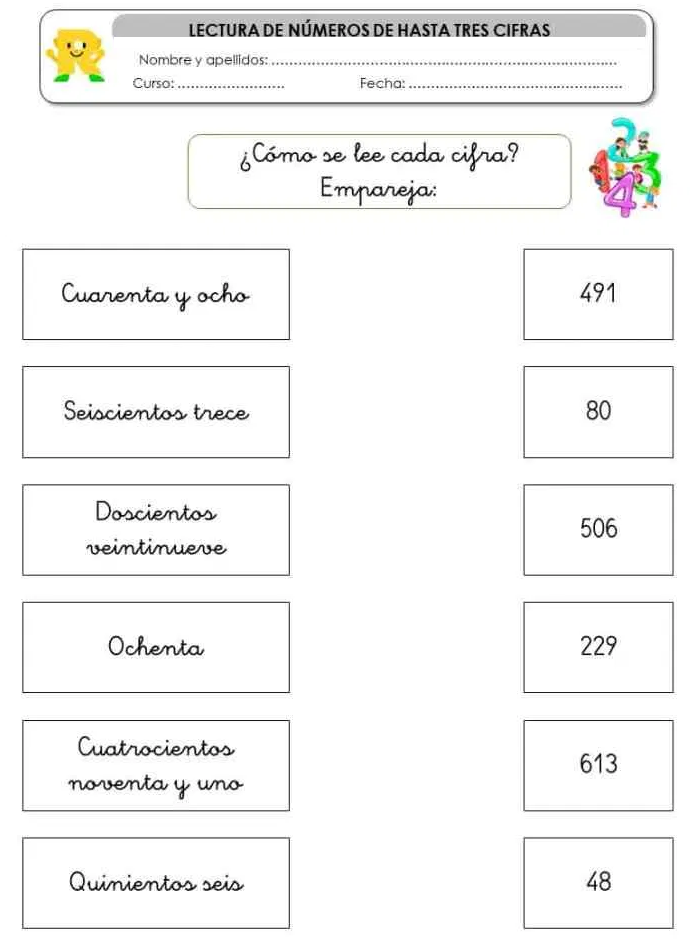 LECTURA DE NÚMEROS DE HASTA TRES CIFRAS
Nombre y apellidos: ..............................................................................
Curso: ........................ Fecha: ................................................
¿Cómo se lee cada cifra?
Empareja:
Cuarenta y ocho
491
Seiscientos trece
80
Doscientos
veintinueve
506
Ochenta
229
Cuatrocientos
noventa y uno
613
Quinientos seis
48